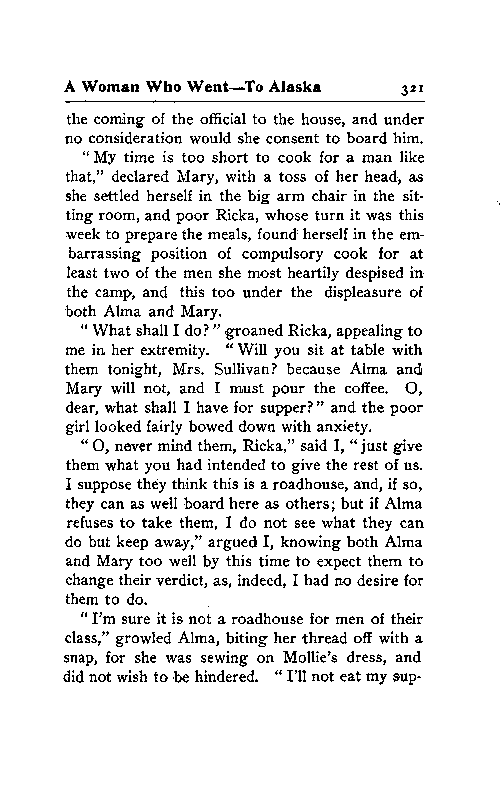 A Woman Who Went—To Alaska 321
the coming of the official to the house, and under
no consideration would she consent to board him.
" My time is too short to cook for a man like
that," declared Mary, with a toss of her head, as
she settled herself in the big arm chair in the sit-
ting room, and poor Ricka, whose turn it was this
week to prepare the meals, found herself in the em-
barrassing position of compulsory cook for at
least two of the men she most heartily despised in
the camp, and this too under the displeasure of
both Alma and Mary.
" What shall I do? " groaned Ricka, appealing to
me in her extremity. " Will you sit at table with
them tonight, Mrs. Sullivan? because Alma and
Mary will not, and I must pour the coffee. O,
dear, what shall I have for supper? " and the poor
girl looked fairly bowed down with anxiety.
" O, never mind them, Ricka," said I, " just give
them what you had intended to give the rest of us.
I suppose they think this is a roadhouse, and, if so,
they can as well board here as others; but if Alma
refuses to take them, I do not see what they can
do but keep away," argued I, knowing both Alma
and Mary too well by this time to expect them to
change their verdict, as, indeed, I had no desire for
them to do.
" I'm sure it is not a roadhouse for men of their
class," growled Alma, biting her thread off with a
snap, for she was sewing on Mollie's dress, and
did not wish to be hindered. " I'll not eat my sup-